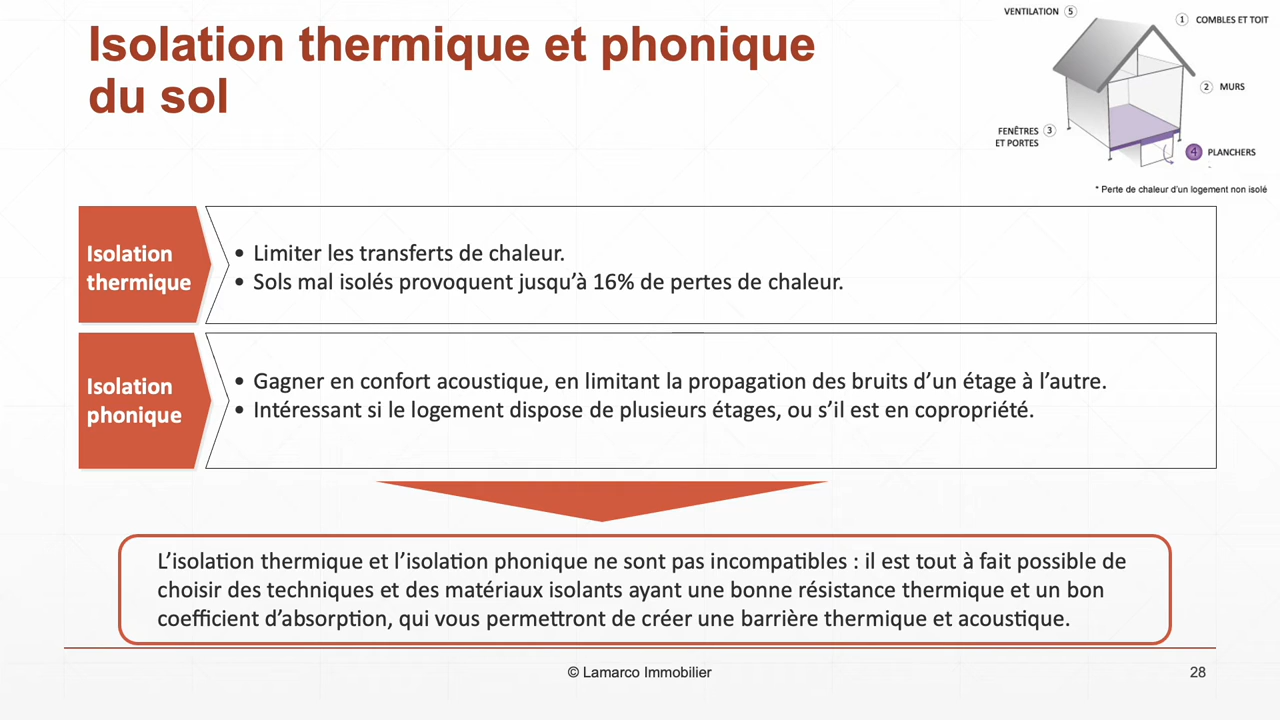 Isolation thermique et phonique
du sol
VENTILATION 5
1 COMBLES ET TOIT
2 MURS
FENÊTRES 3
ET PORTES
4 PLANCHERS
* Perte de chaleur d'un logement non isolé
Isolation
thermique
• Limiter les transferts de chaleur.
• Sols mal isolés provoquent jusqu'à 16% de pertes de chaleur.
Isolation
phonique
• Gagner en confort acoustique, en limitant la propagation des bruits d'un étage à l'autre.
• Intéressant si le logement dispose de plusieurs étages, ou s'il est en copropriété.
L'isolation thermique et l'isolation phonique ne sont pas incompatibles : il est tout à fait possible de
choisir des techniques et des matériaux isolants ayant une bonne résistance thermique et un bon
coefficient d'absorption, qui vous permettront de créer une barrière thermique et acoustique.
© Lamarco Immobilier
28